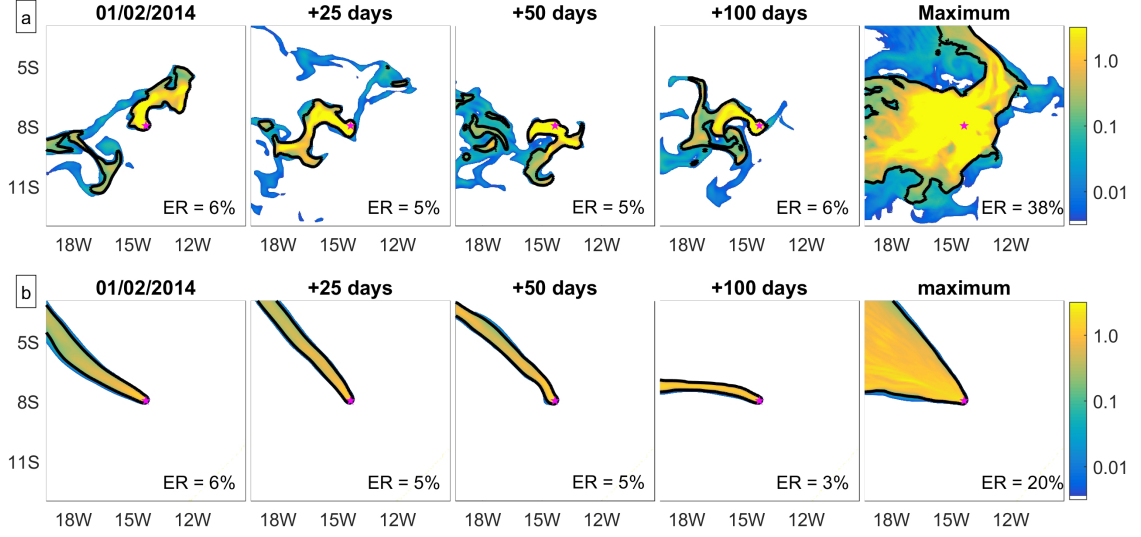 a
01/02/2014 +25 days +50 days +100 days Maximum
5S
8S
11S
ER = 6% ER = 5% ER = 5% ER = 6% ER = 38%
18W 15W 12W 18W 15W 12W 18W 15W 12W 18W 15W 12W 18W 15W 12W
1.0
0.1
0.01
b
01/02/2014 +25 days +50 days +100 days maximum
5S
8S
11S
ER = 6% ER = 5% ER = 5% ER = 3% ER = 20%
18W 15W 12W 18W 15W 12W 18W 15W 12W 18W 15W 12W 18W 15W 12W
1.0
0.1
0.01